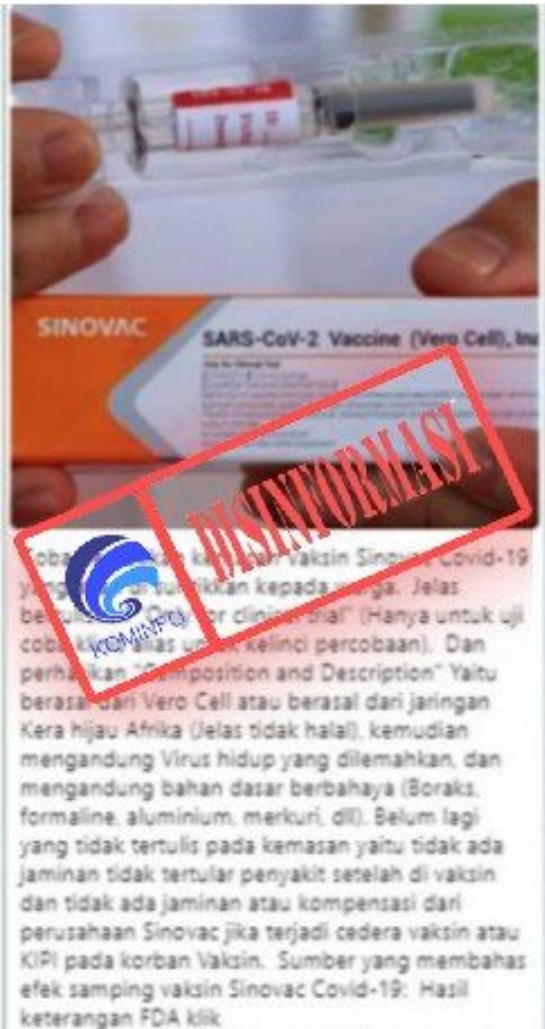 SINOVAC
SARS-CoV-2 Vaccine (Vero Cell), Ina
DISINFORMASI
KOMINFO
Vaksin Sinovac Covid-19
kepada warga. Jelas
clinical trial" (Hanya untuk uji
kelinci percobaan). Dan
"Composition and Description" Yaitu
berasal dari Vero Cell atau berasal dari jaringan
Kera hijau Afrika (Jelas tidak halal), kemudian
mengandung Virus hidup yang dilemahkan, dan
mengandung bahan dasar berbahaya (Boraks,
formaline, aluminium, merkuri, dll). Belum lagi
yang tidak tertulis pada kemasan yaitu tidak ada
jaminan tidak tertular penyakit setelah di vaksin
dan tidak ada jaminan atau kompensasi dari
perusahaan Sinovac jika terjadi cedera vaksin atau
KIPI pada korban Vaksin. Sumber yang membahas
efek samping vaksin Sinovac Covid-19: Hasil
keterangan FDA klik